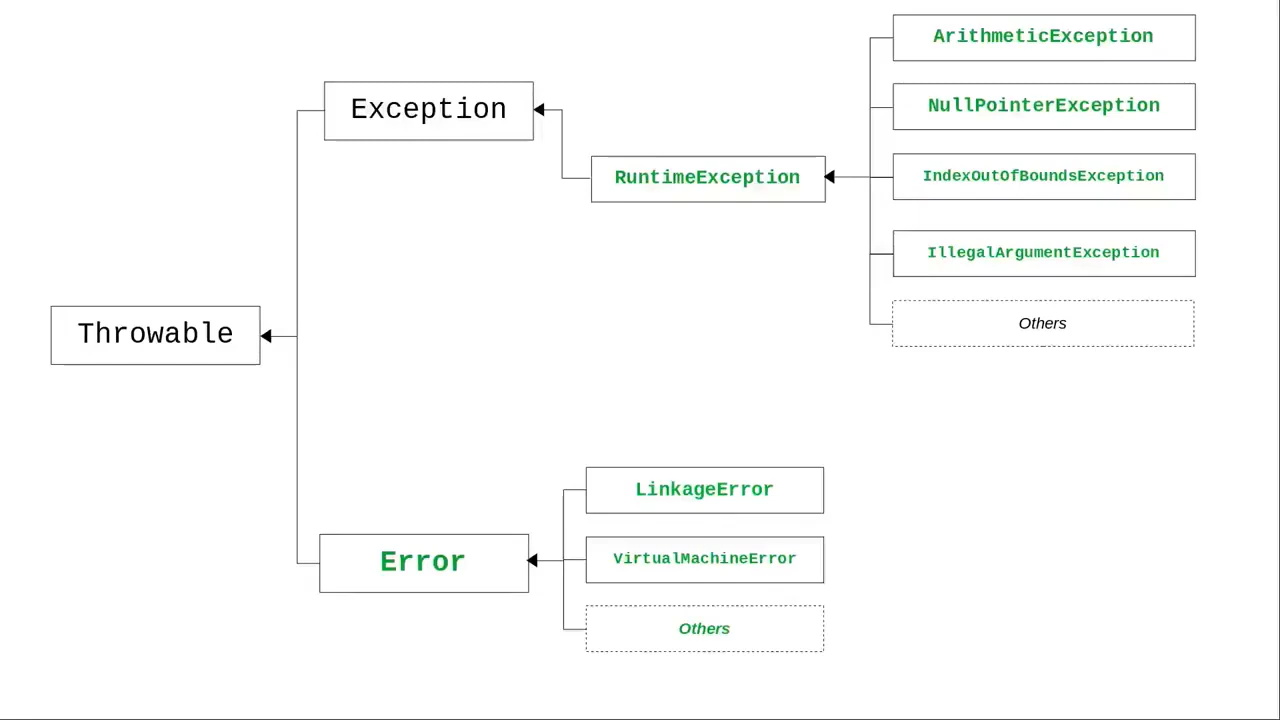 ArithmeticException
Exception
NullPointerException
RuntimeException
IndexOutOfBoundsException
IllegalArgumentException
Others
Throwable
LinkageError
Error
VirtualMachineError
Others